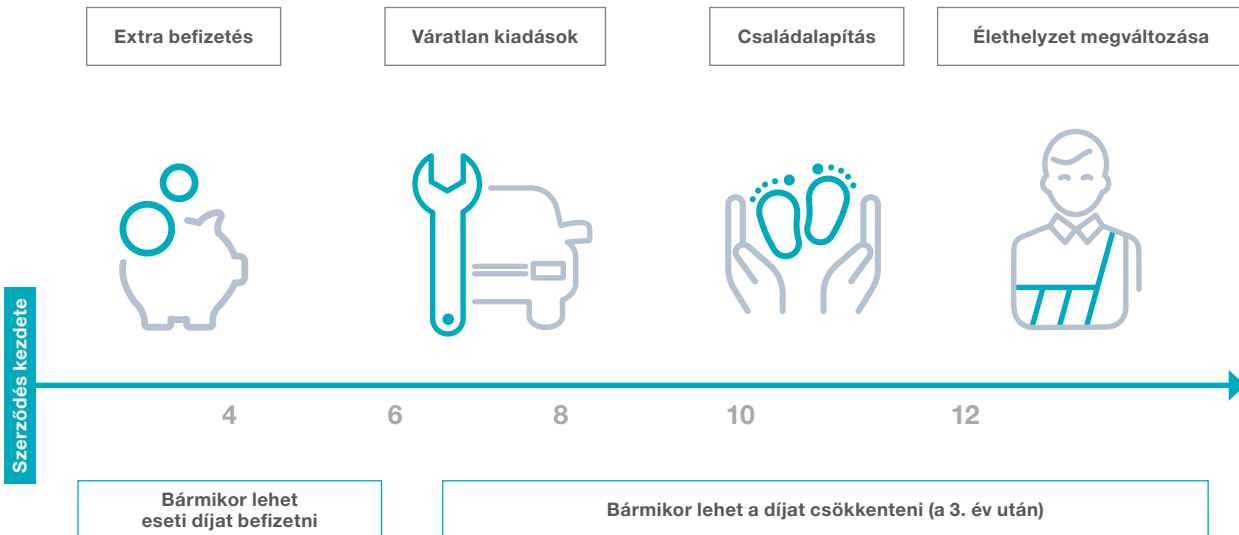 Extra befizetés
Váratlan kiadások
Családalapítás
Élethelyzet megváltozása
Szerződés kezdete
4
6
8
10
12
Bármikor lehet
eseti díjat befizetni
Bármikor lehet a díjat csökkenteni (a 3. év után)